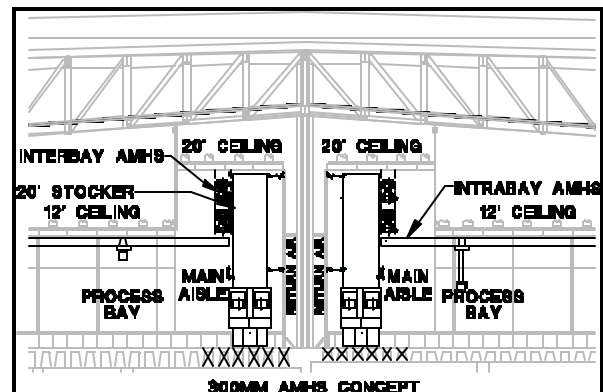 20' CEILING
20' CEILING
INTERBAY AMHS
20' STOCKER
12' CEILING
INTRABAY AMHS
12' CEILING
MAIN
AISLE
RETURN AIR
RETURN AIR
MAIN
AISLE
PROCESS
BAY
PROCESS
BAY
300MM AMHS CONCEPT